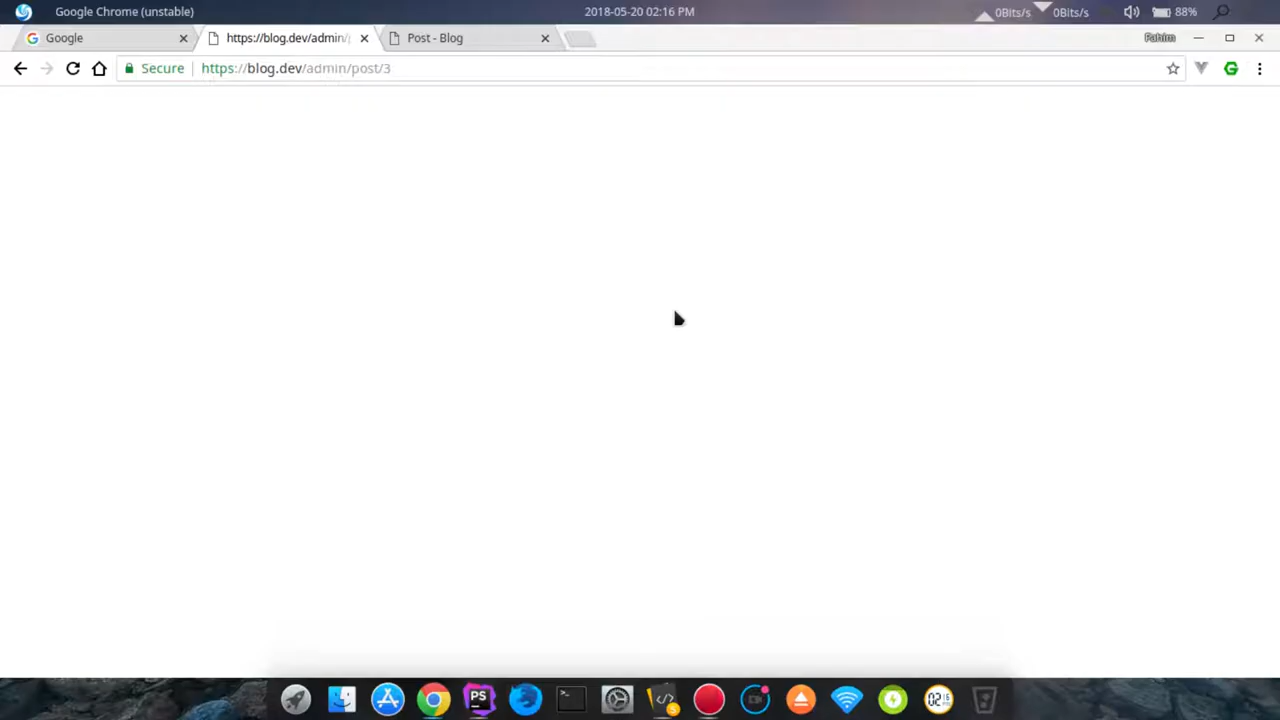 Google Chrome (unstable)
2018-05-20 02:16 PM
0Bits/s
0Bits/s
88%
Google
https://blog.dev/admin/
Post - Blog
Fahim
Secure
https://blog.dev/admin/post/3
PS
>_